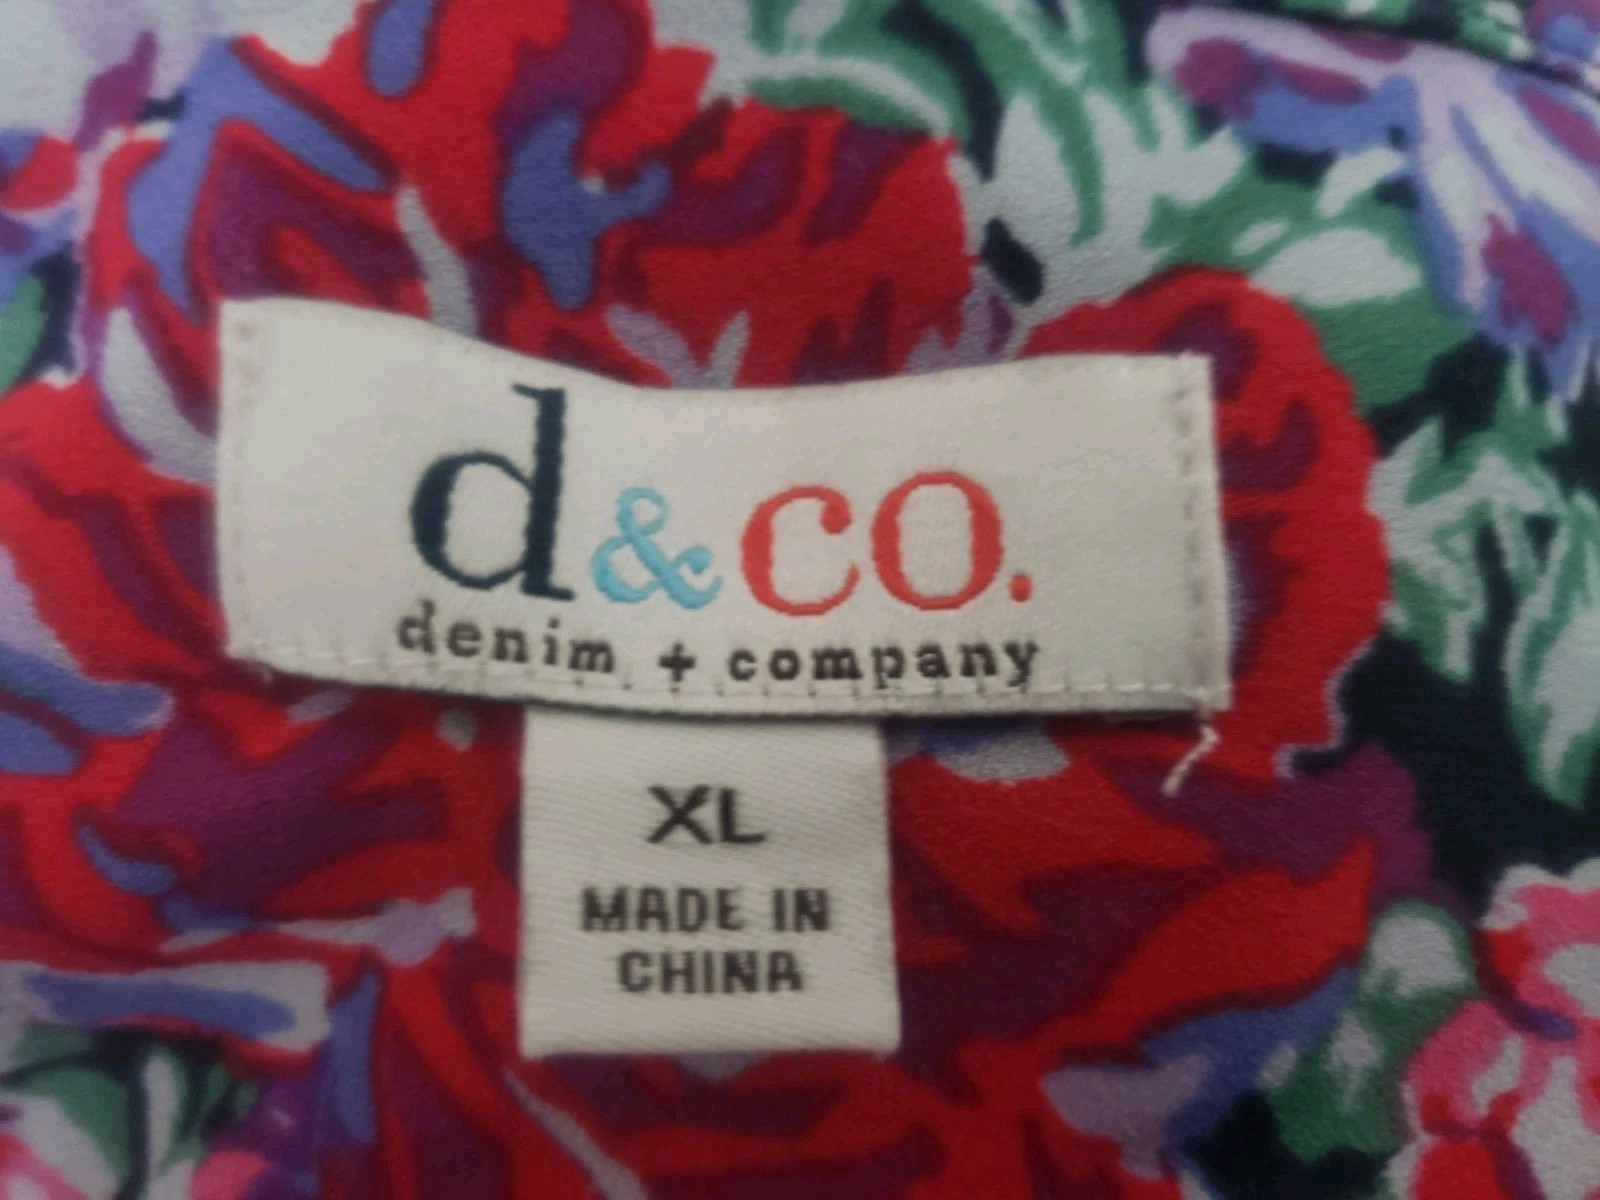 d&co.
denim + company
XL
MADE IN
CHINA